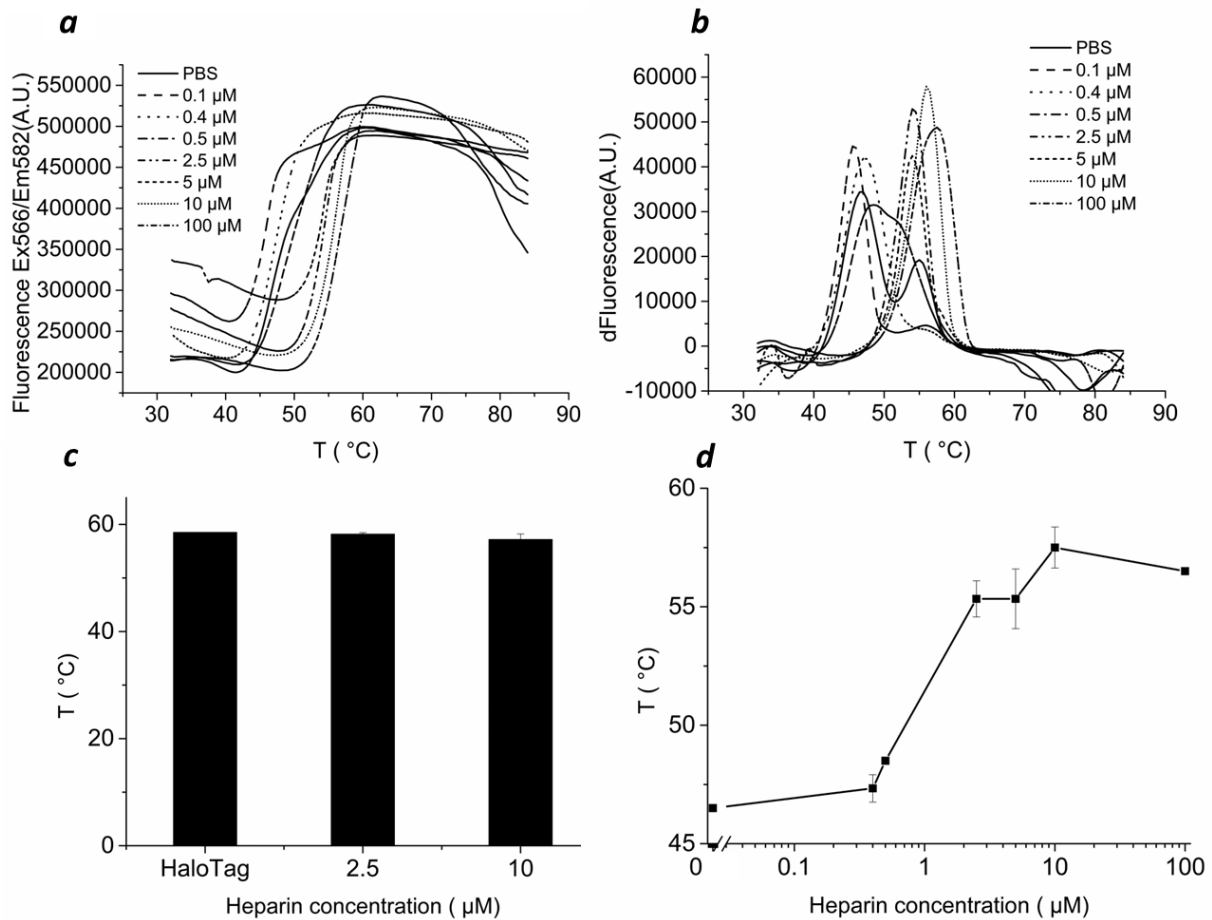 a
PBS
0.1 µM
0.4 µM
0.5 µM
2.5 µM
5 µM
10 µM
100 µM
Fluorescence Ex566/Em582(A.U.)
550000
500000
450000
400000
350000
300000
250000
200000
30 40 50 60 70 80 90
T ( °C)
b
PBS
0.1 µM
0.4 µM
0.5 µM
2.5 µM
5 µM
10 µM
100 µM
dFluorescence(A.U.)
60000
50000
40000
30000
20000
10000
0
-10000
30 40 50 60 70 80 90
T ( °C)
c
T ( °C)
60
40
20
0
HaloTag 2.5 10
Heparin concentration ( µM)
d
T ( °C)
60
55
50
45
0 0.1 1 10 100
Heparin concentration ( µM)